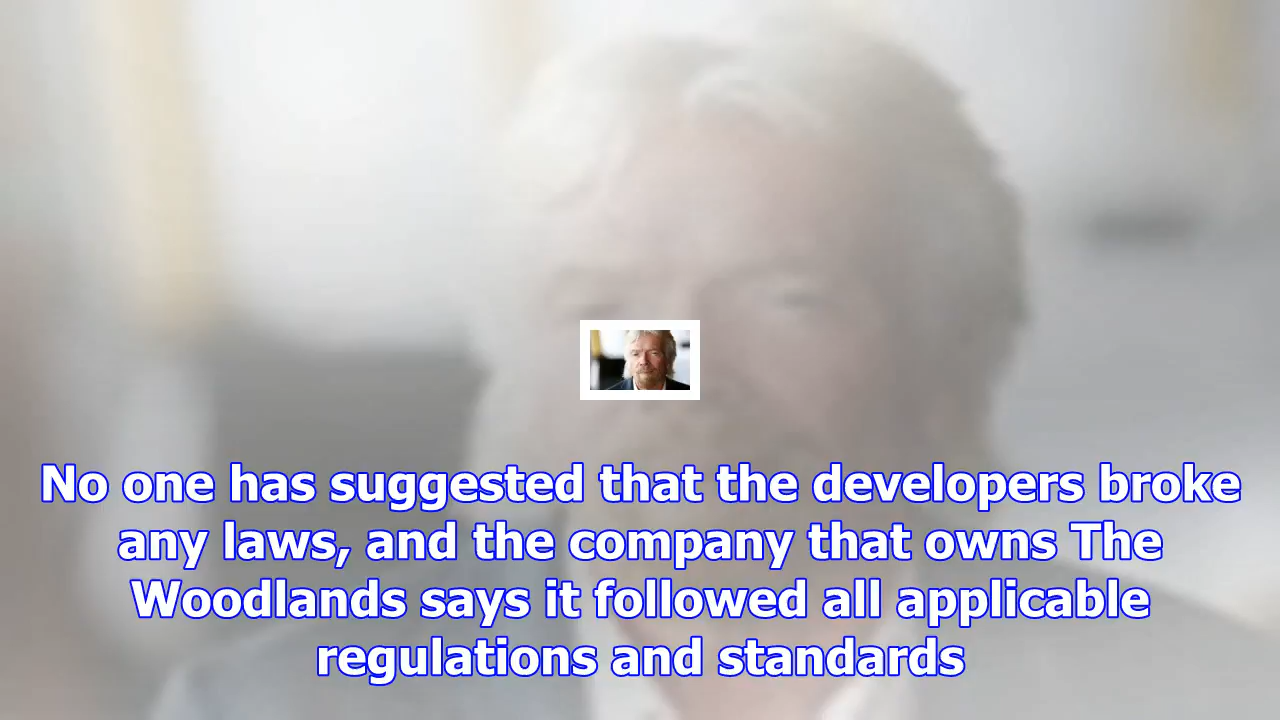 No one has suggested that the developers broke
any laws, and the company that owns The
Woodlands says it followed all applicable
regulations and standards